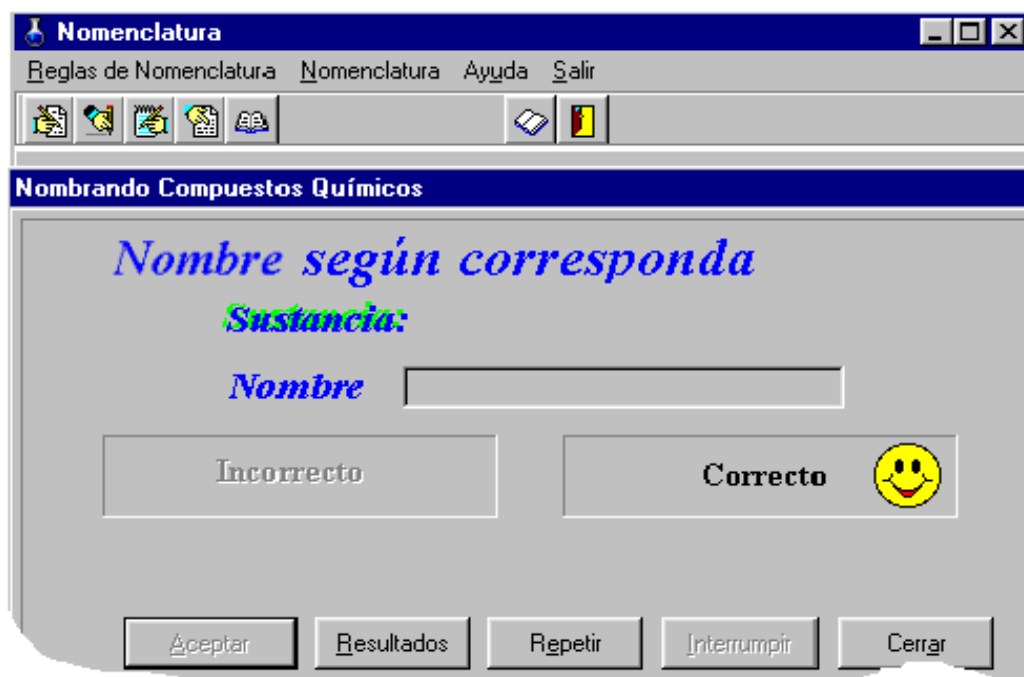 Nomenclatura
Reglas de Nomenclatura Nomenclatura Ayuda Salir
Nombrando Compuestos Químicos
Nombre según corresponda
Sustancia:
Nombre
Incorrecto Correcto
Aceptar Resultados Repetir Interrumpir Cerrar